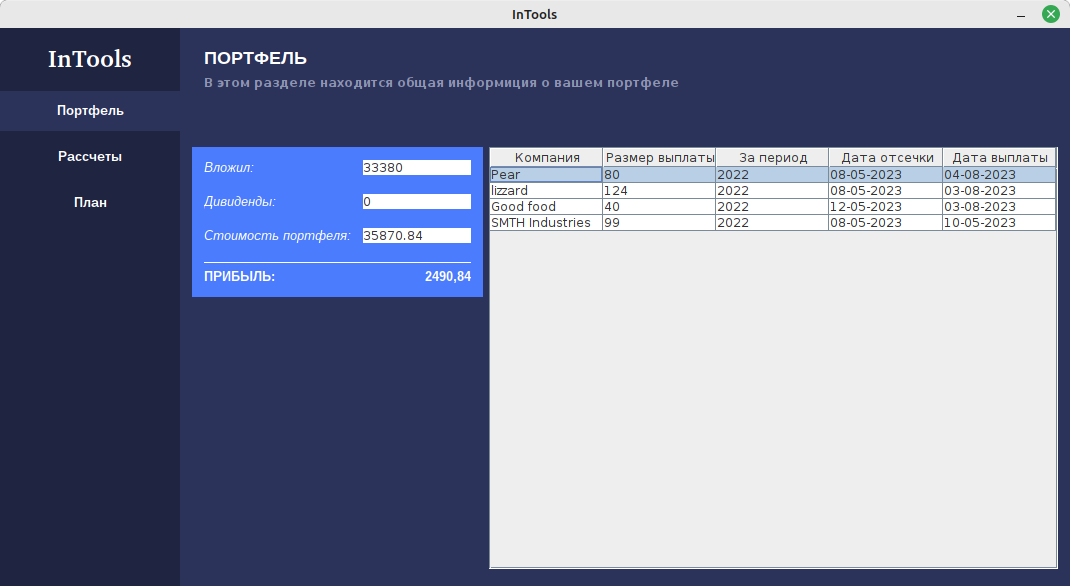 InTools
InTools
Портфель
Рассчеты
План
ПОРТФЕЛЬ
В этом разделе находится общая информиция о вашем портфеле
Вложил: 33380
Дивиденды: 0
Стоимость портфеля: 35870.84
ПРИБЫЛЬ: 2490,84
Компания Размер выплаты За период Дата отсечки Дата выплаты
Pear 80 2022 08-05-2023 04-08-2023
lizzard 124 2022 08-05-2023 03-08-2023
Good food 40 2022 12-05-2023 03-08-2023
SMTH Industries 99 2022 08-05-2023 10-05-2023